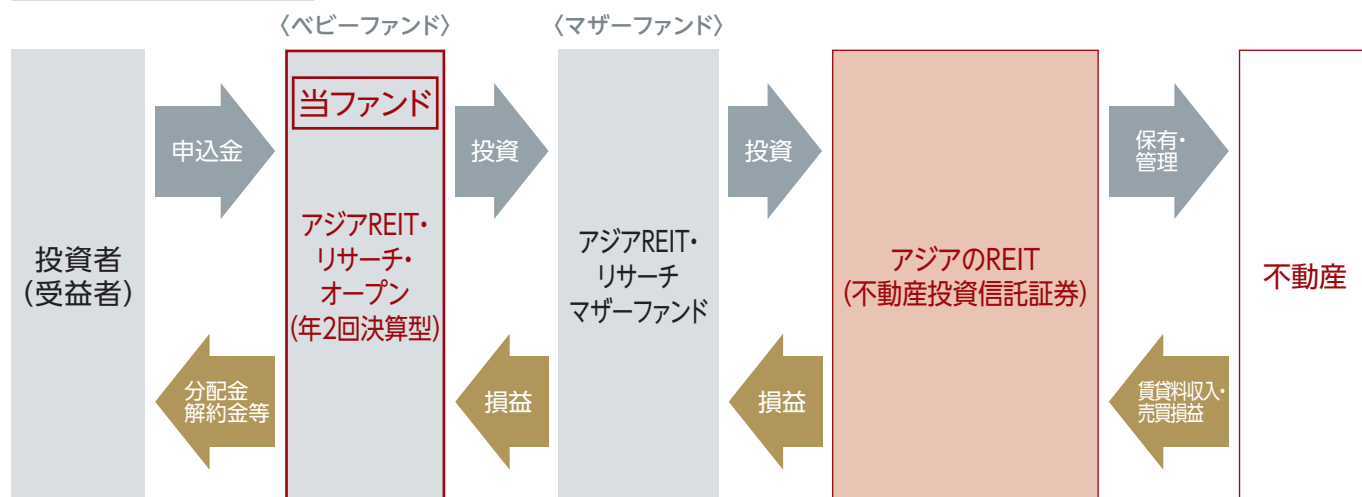 〈ベビーファンド〉
〈マザーファンド〉
投資者
(受益者)
申込金
分配金
解約金等
当ファンド
アジアREIT・
リサーチ・
オープン
(年2回決算型)
投資
損益
アジアREIT・
リサーチ
マザーファンド
投資
損益
アジアのREIT
(不動産投資信託証券)
保有・
管理
賃貸料収入・
売買損益
不動産